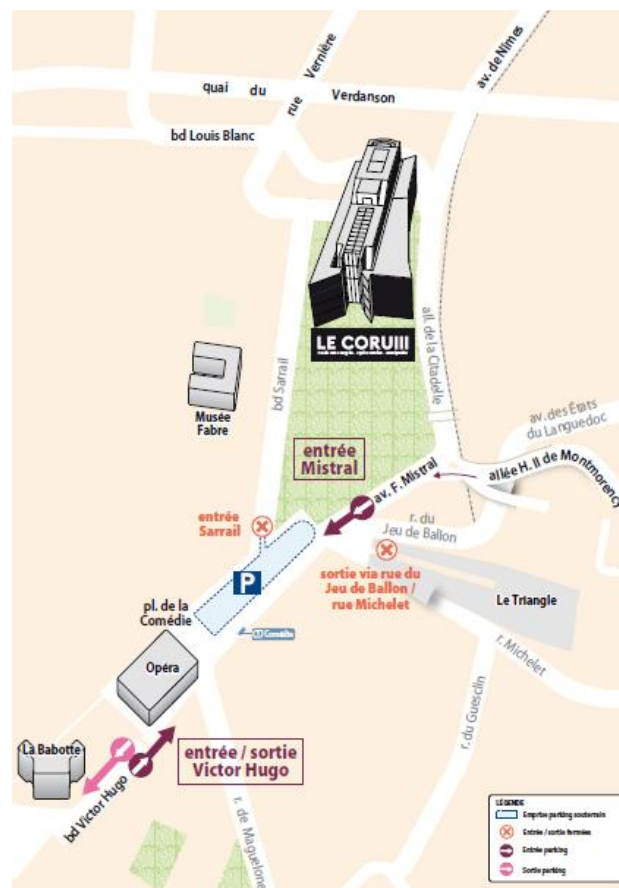 quai du
Verdanson
rue Vernière
av. de Nîmes
bd Louis Blanc
LE CORUM
all. de la Citadelle
bd Sarrail
Musée
Fabre
av. des États
du Languedoc
entrée
Mistral
allée H. II de Montmorency
av. F. Mistral
entrée
Sarrail
r. du
Jeu de Ballon
sortie via rue du
Jeu de Ballon /
rue Michelet
P
Le Triangle
pl. de la
Comédie
Comédie
Opéra
r. Michelet
r. du Guesclin
La Babotte
entrée / sortie
Victor Hugo
bd Victor Hugo
r. de Maguelone
LÉGENDE
Emprise parking souterrain
Entrée / sortie fermées
Entrée parking
Sortie parking